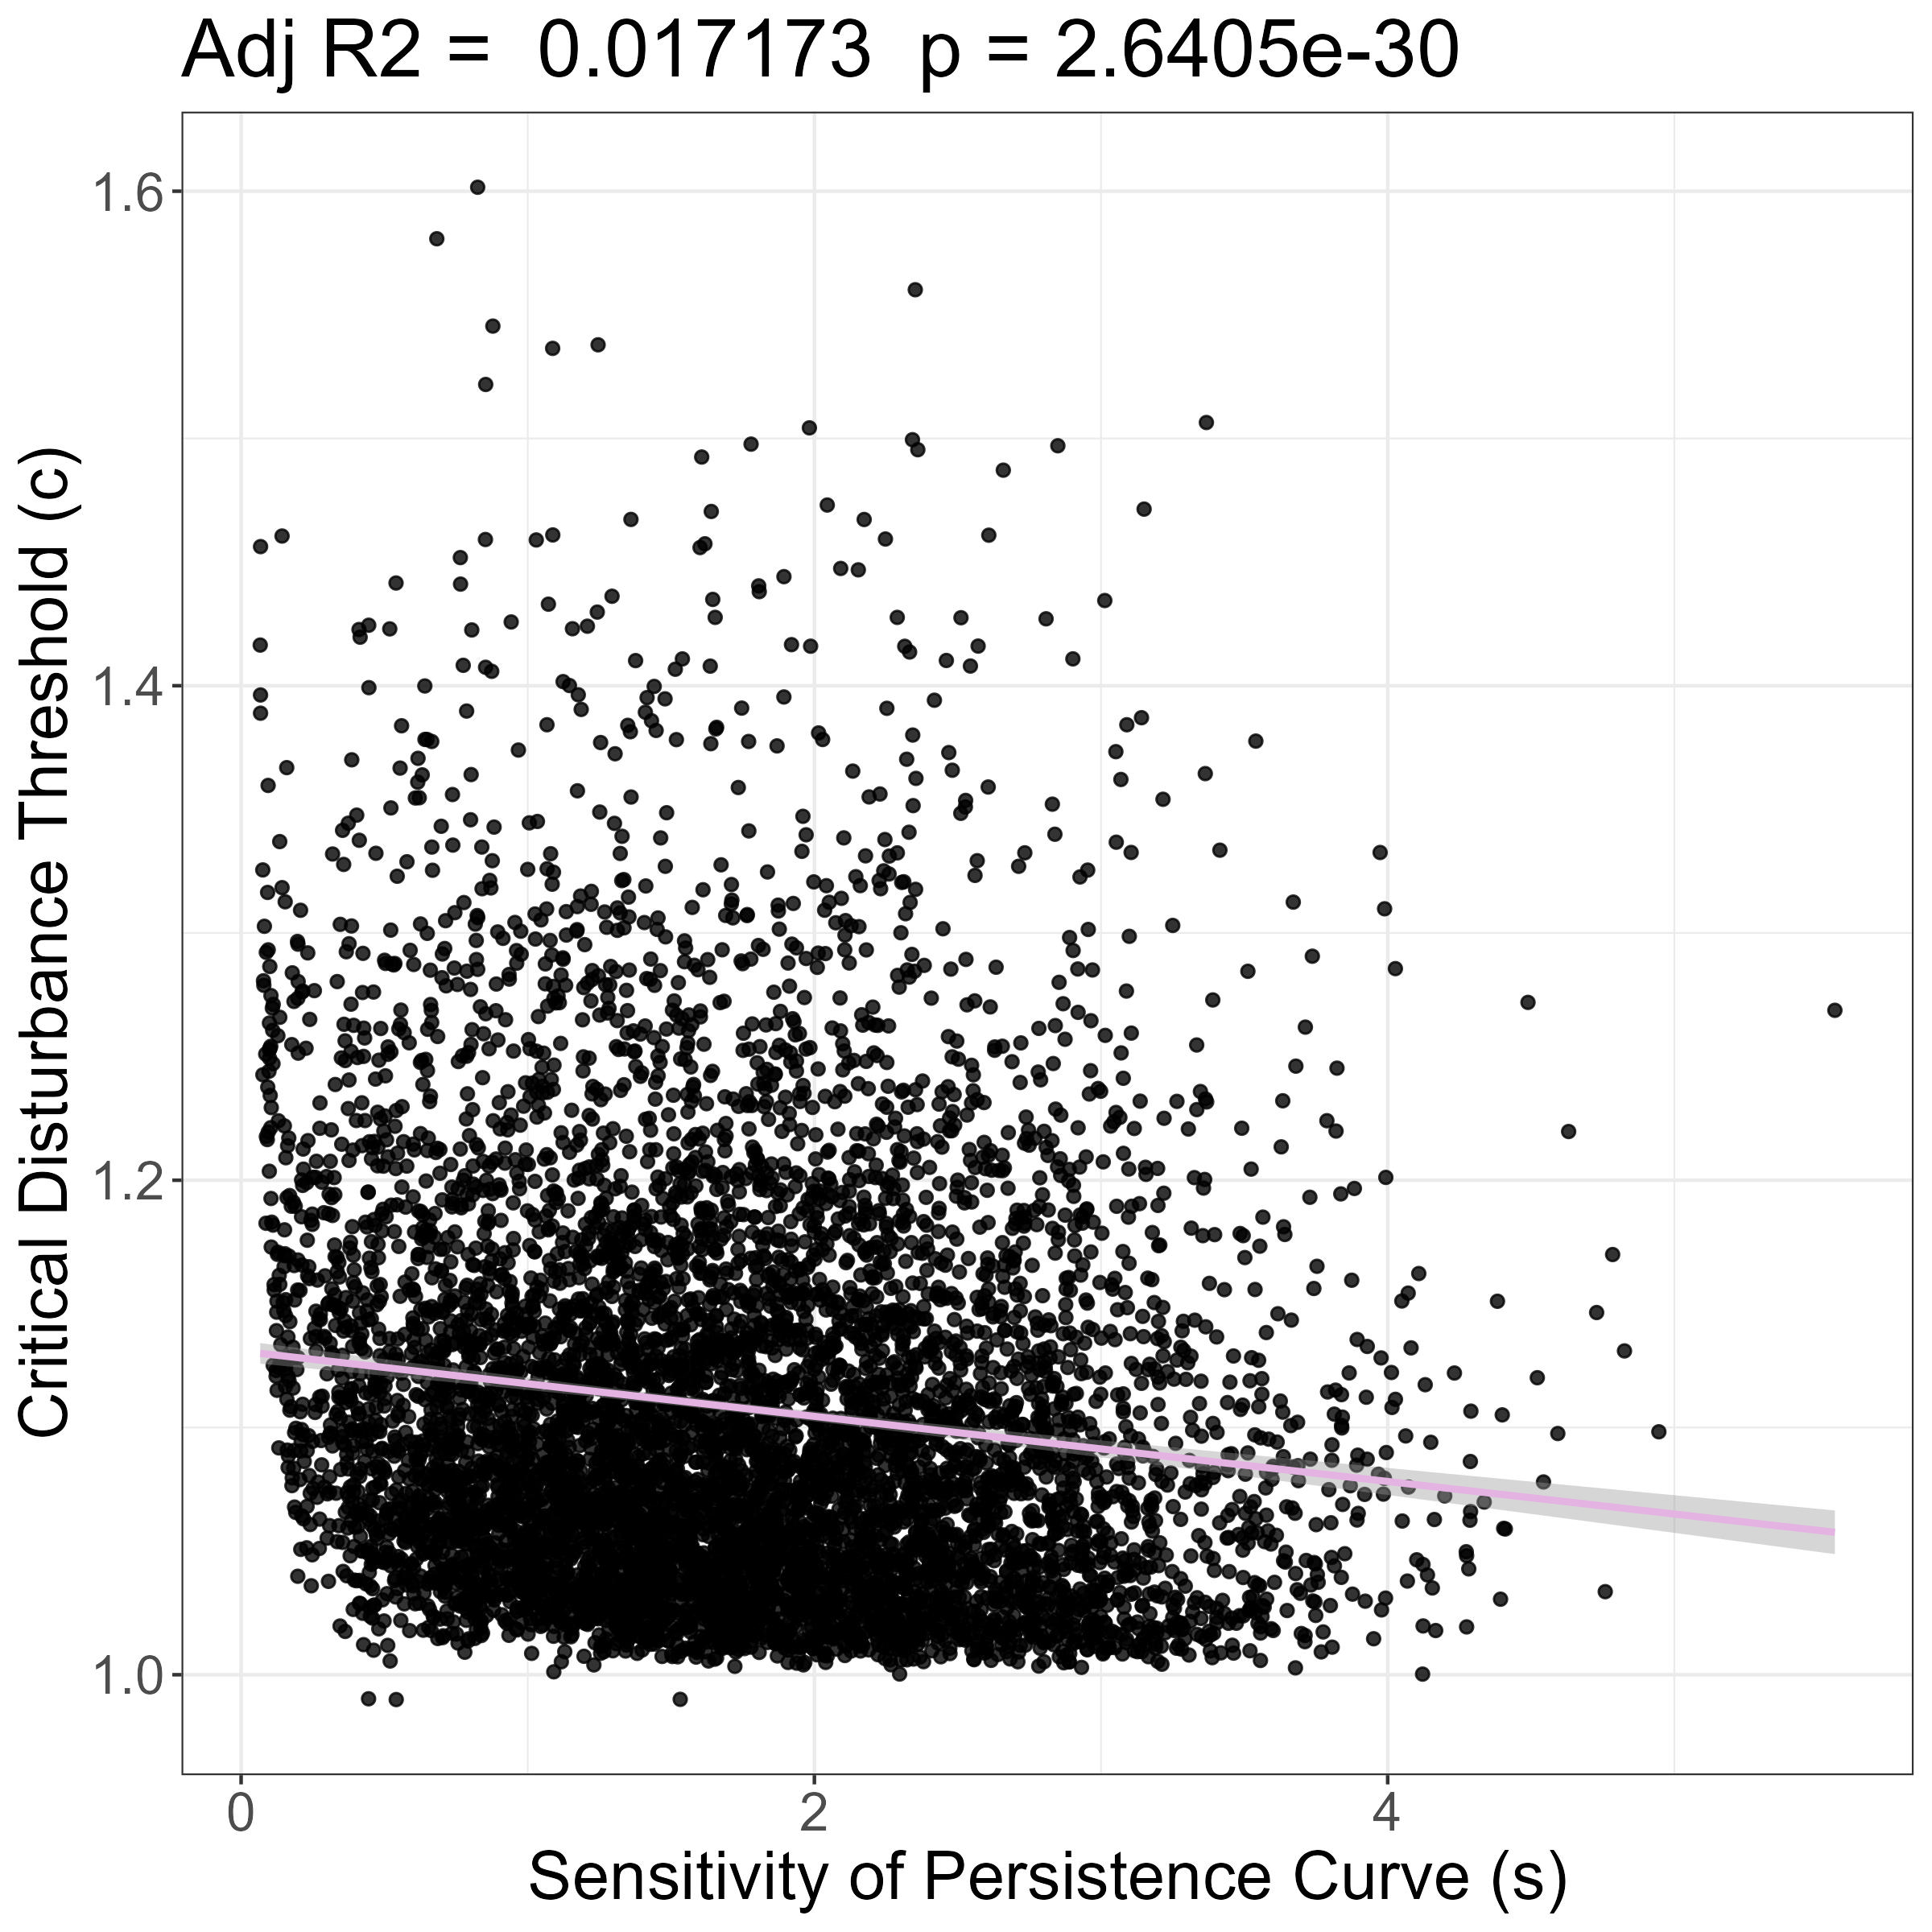 Adj R2 =  0.017173  p = 2.6405e-30
Critical Disturbance Threshold (c)
1.6
1.4
1.2
1.0
0
2
4
Sensitivity of Persistence Curve (s)